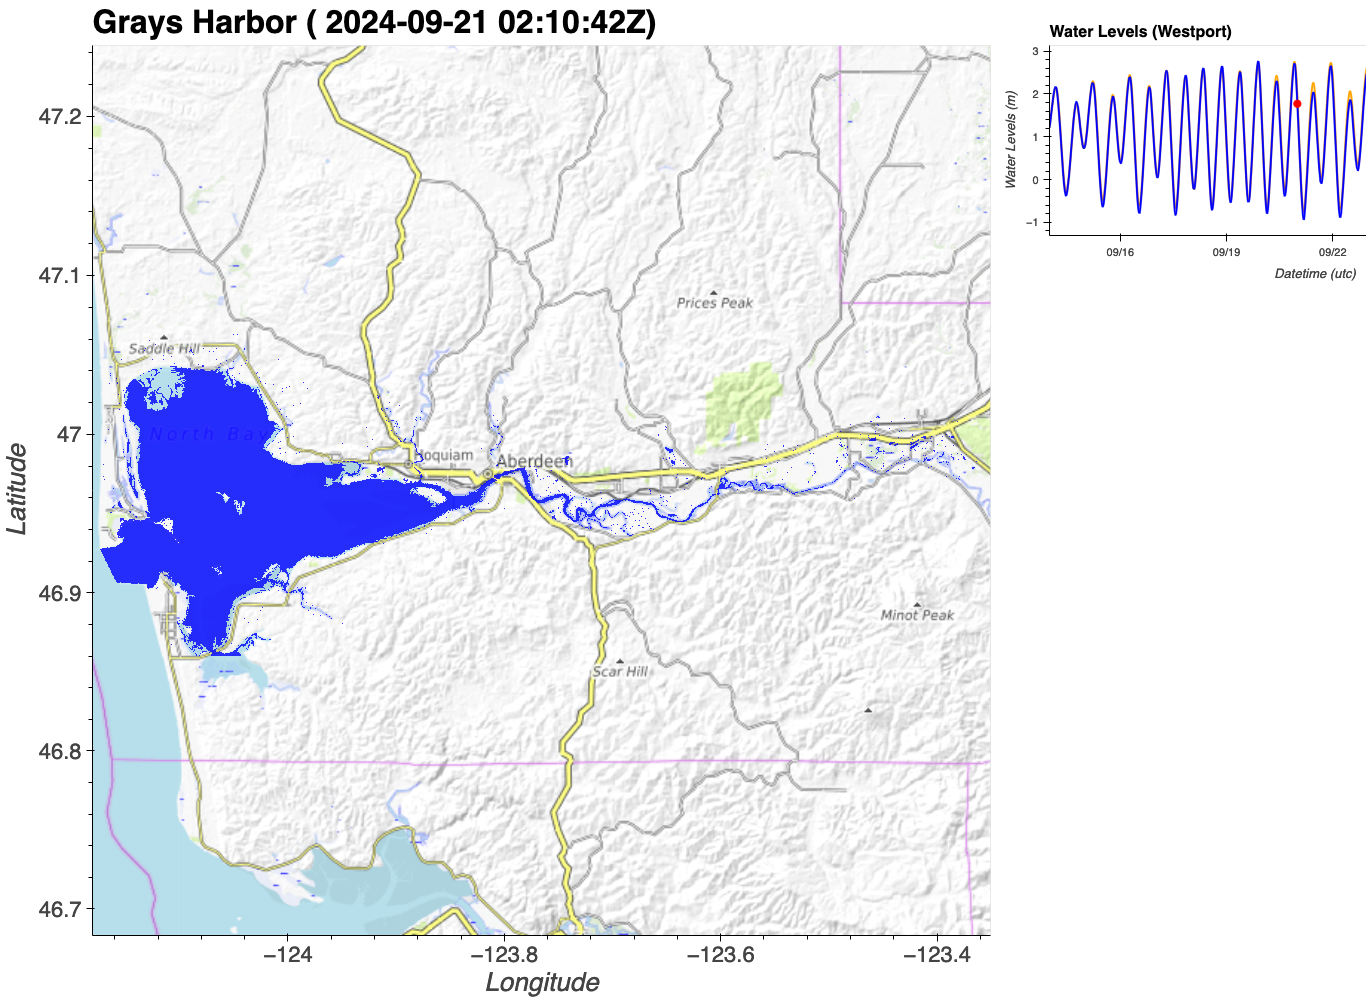 Grays Harbor ( 2024-09-21 02:10:42Z)
Water Levels (Westport)
3
2
1
0
−1
Water Levels (m)
09/16
09/19
09/22
Datetime (utc)
47.2
47.1
47
46.9
46.8
46.7
Latitude
Prices Peak
Saddle Hill
North Bay
Hoquiam
Aberdeen
Minot Peak
Scar Hill
−124
−123.8
−123.6
−123.4
Longitude